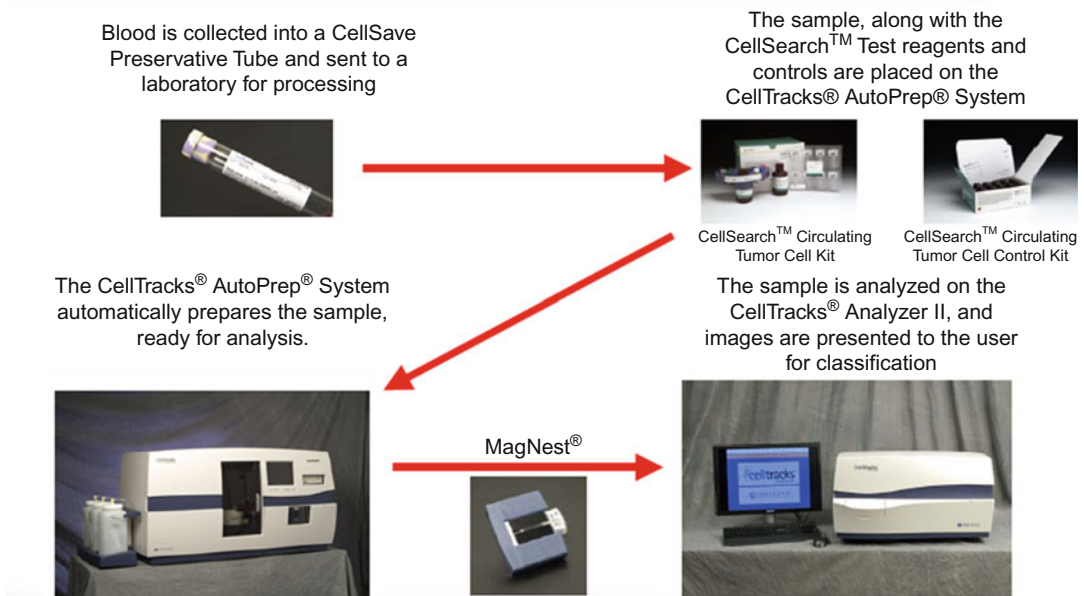 Blood is collected into a CellSave
Preservative Tube and sent to a
laboratory for processing
The sample, along with the
CellSearch™ Test reagents and
controls are placed on the
CellTracks® AutoPrep® System
CellSearch™ Circulating
Tumor Cell Kit
CellSearch™ Circulating
Tumor Cell Control Kit
The CellTracks® AutoPrep® System
automatically prepares the sample,
ready for analysis.
MagNest®
The sample is analyzed on the
CellTracks® Analyzer II, and
images are presented to the user
for classification
celltracks